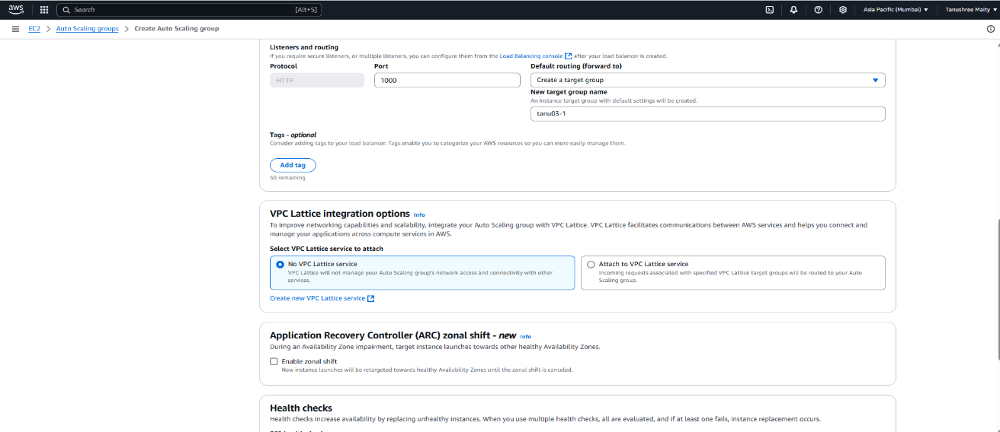 aws
Search [Alt+S]
Asia Pacific (Mumbai) Tanushree Maity
EC2 > Auto Scaling groups > Create Auto Scaling group
Listeners and routing
If you require secure listeners, or multiple listeners, you can configure them from the Load Balancing console after your load balancer is created.
Protocol Port Default routing (forward to)
HTTP 1000 Create a target group
New target group name
An instance target group with default settings will be created.
tanu03-1
Tags - optional
Consider adding tags to your load balancer. Tags enable you to categorize your AWS resources so you can more easily manage them.
Add tag
50 remaining
VPC Lattice integration options Info
To improve networking capabilities and scalability, integrate your Auto Scaling group with VPC Lattice. VPC Lattice facilitates communications between AWS services and helps you connect and
manage your applications across compute services in AWS.
Select VPC Lattice service to attach
No VPC Lattice service
VPC Lattice will not manage your Auto Scaling group's network access and connectivity with other
services.
Attach to VPC Lattice service
Incoming requests associated with specified VPC Lattice target groups will be routed to your Auto
Scaling group.
Create new VPC Lattice service
Application Recovery Controller (ARC) zonal shift - new Info
During an Availability Zone impairment, target instance launches towards other healthy Availability Zones.
Enable zonal shift
New instance launches will be retargeted towards healthy Availability Zones until the zonal shift is canceled.
Health checks
Health checks increase availability by replacing unhealthy instances. When you use multiple health checks, all are evaluated, and if at least one fails, instance replacement occurs.